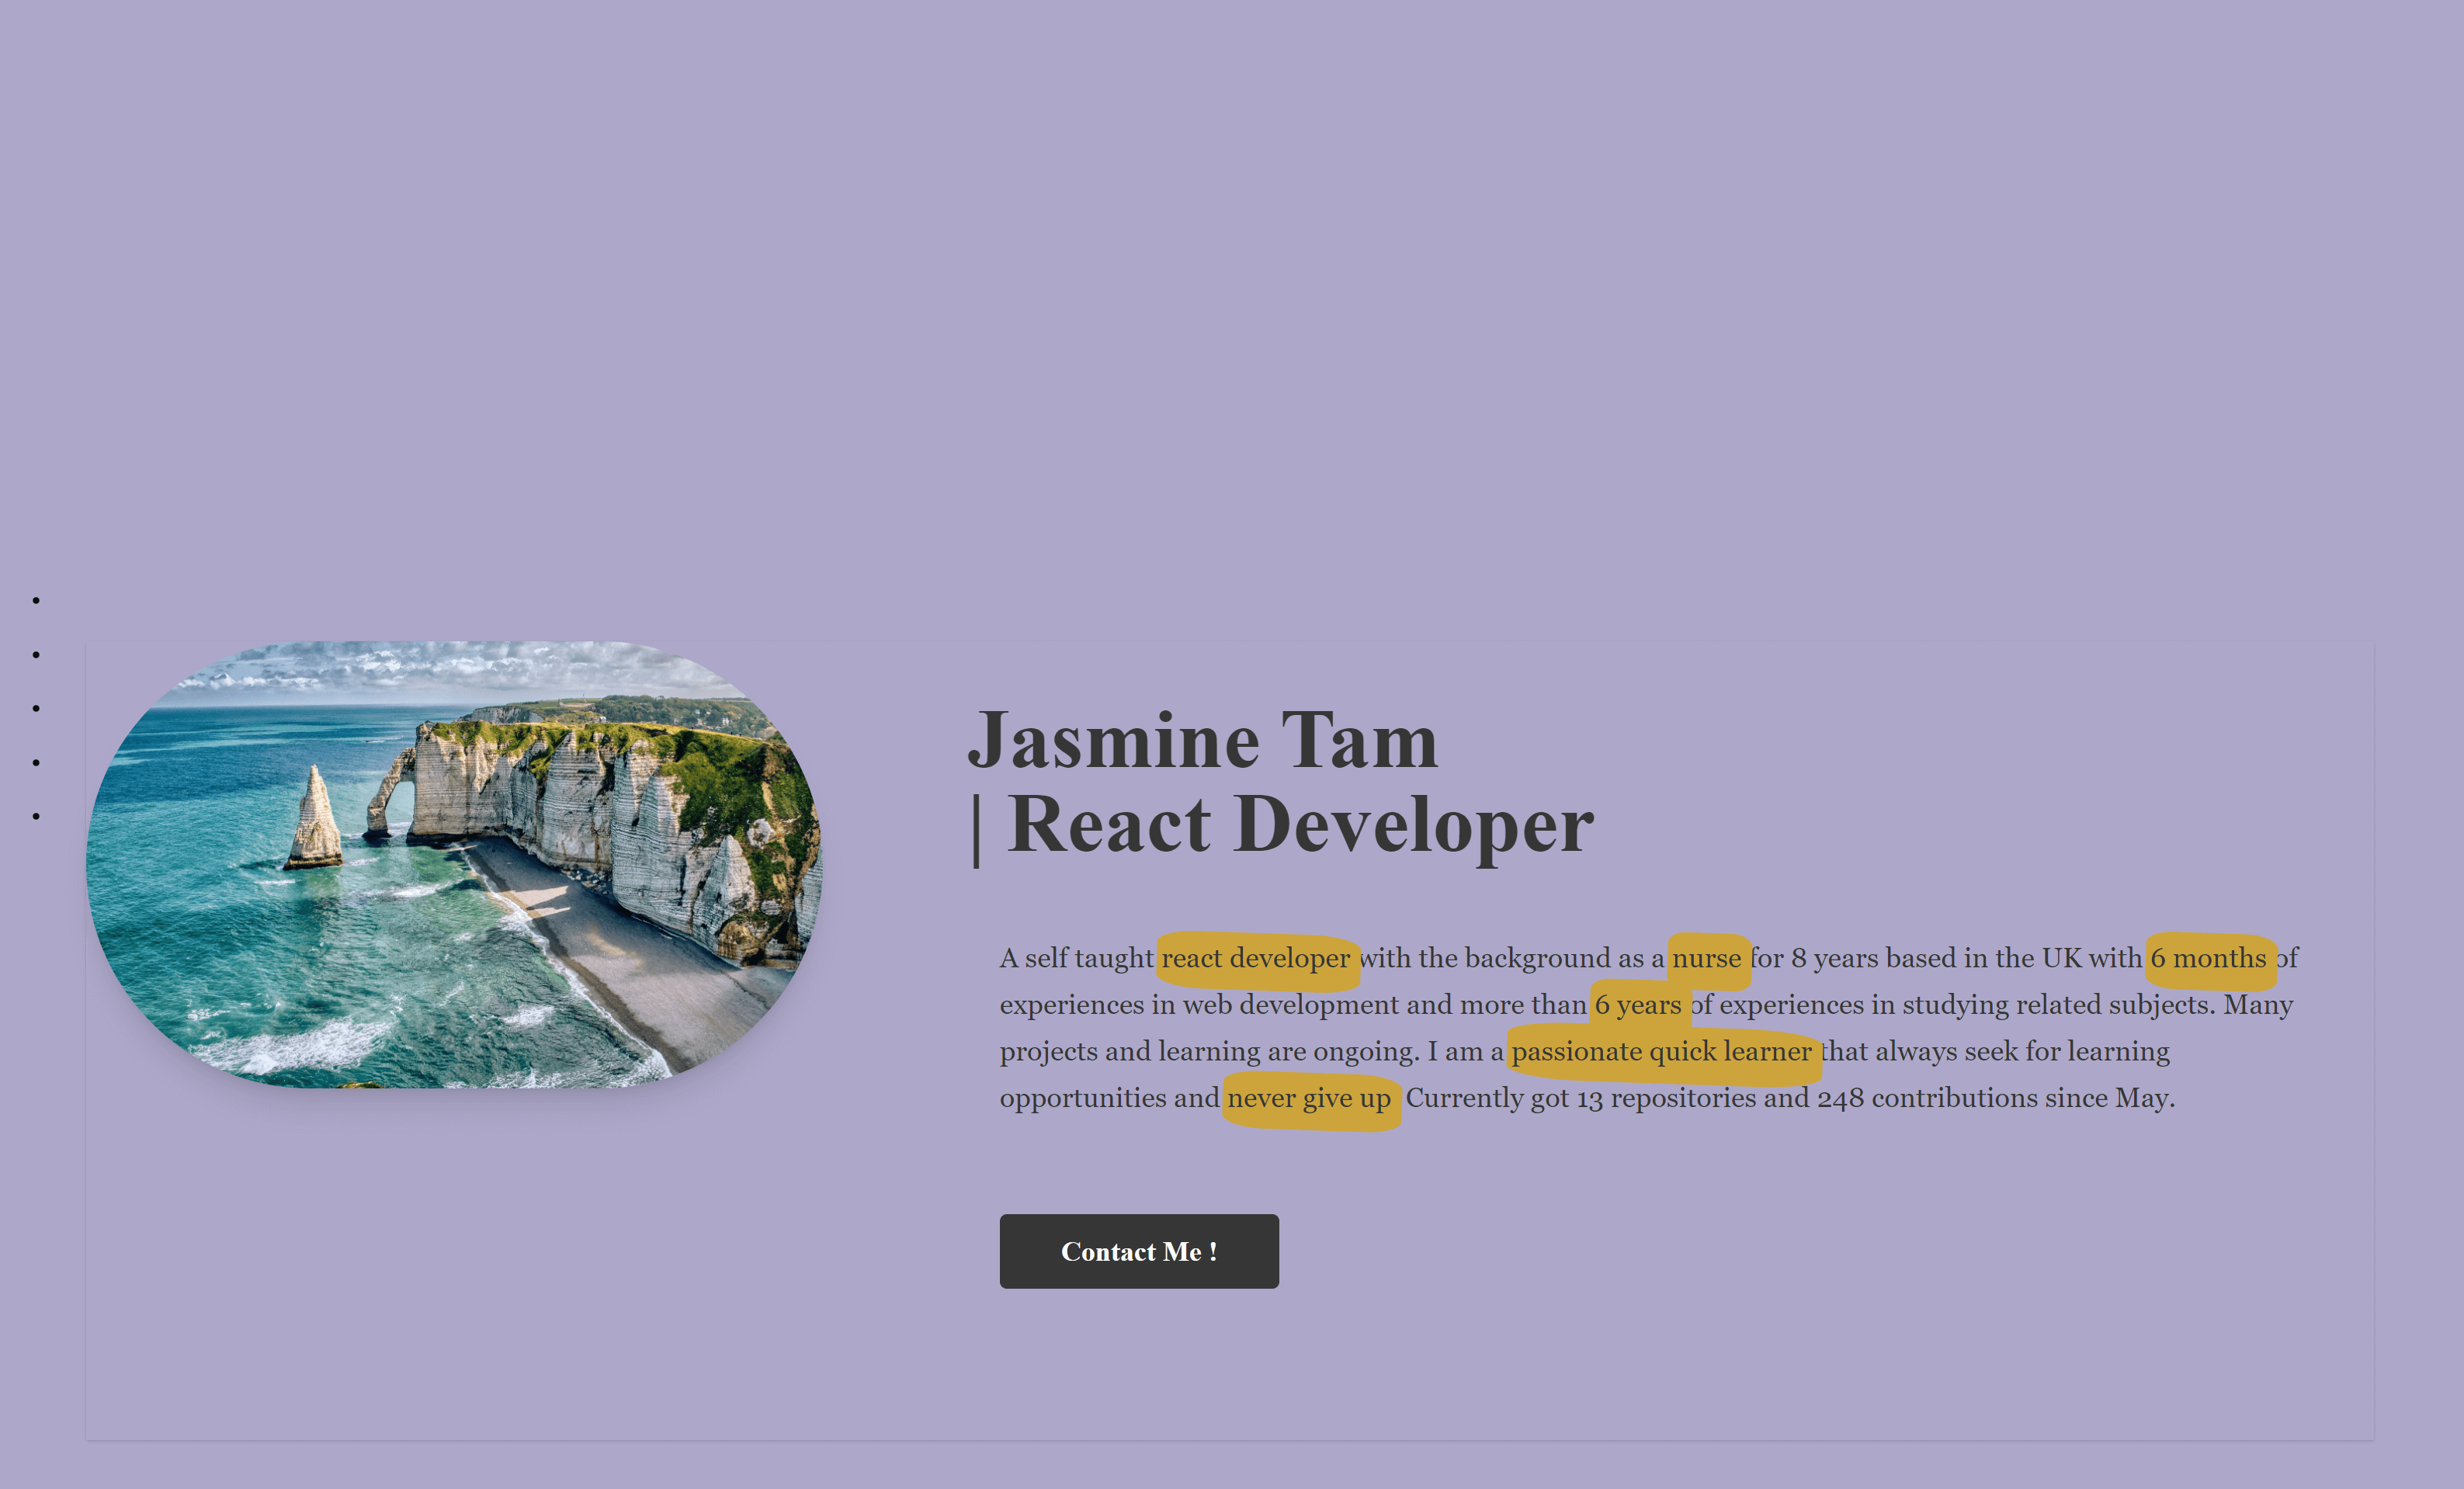 Jasmine Tam
| React Developer
A self taught react developer with the background as a nurse for 8 years based in the UK with 6 months of
experiences in web development and more than 6 years of experiences in studying related subjects. Many
projects and learning are ongoing. I am a passionate quick learner that always seek for learning
opportunities and never give up Currently got 13 repositories and 248 contributions since May.
Contact Me !